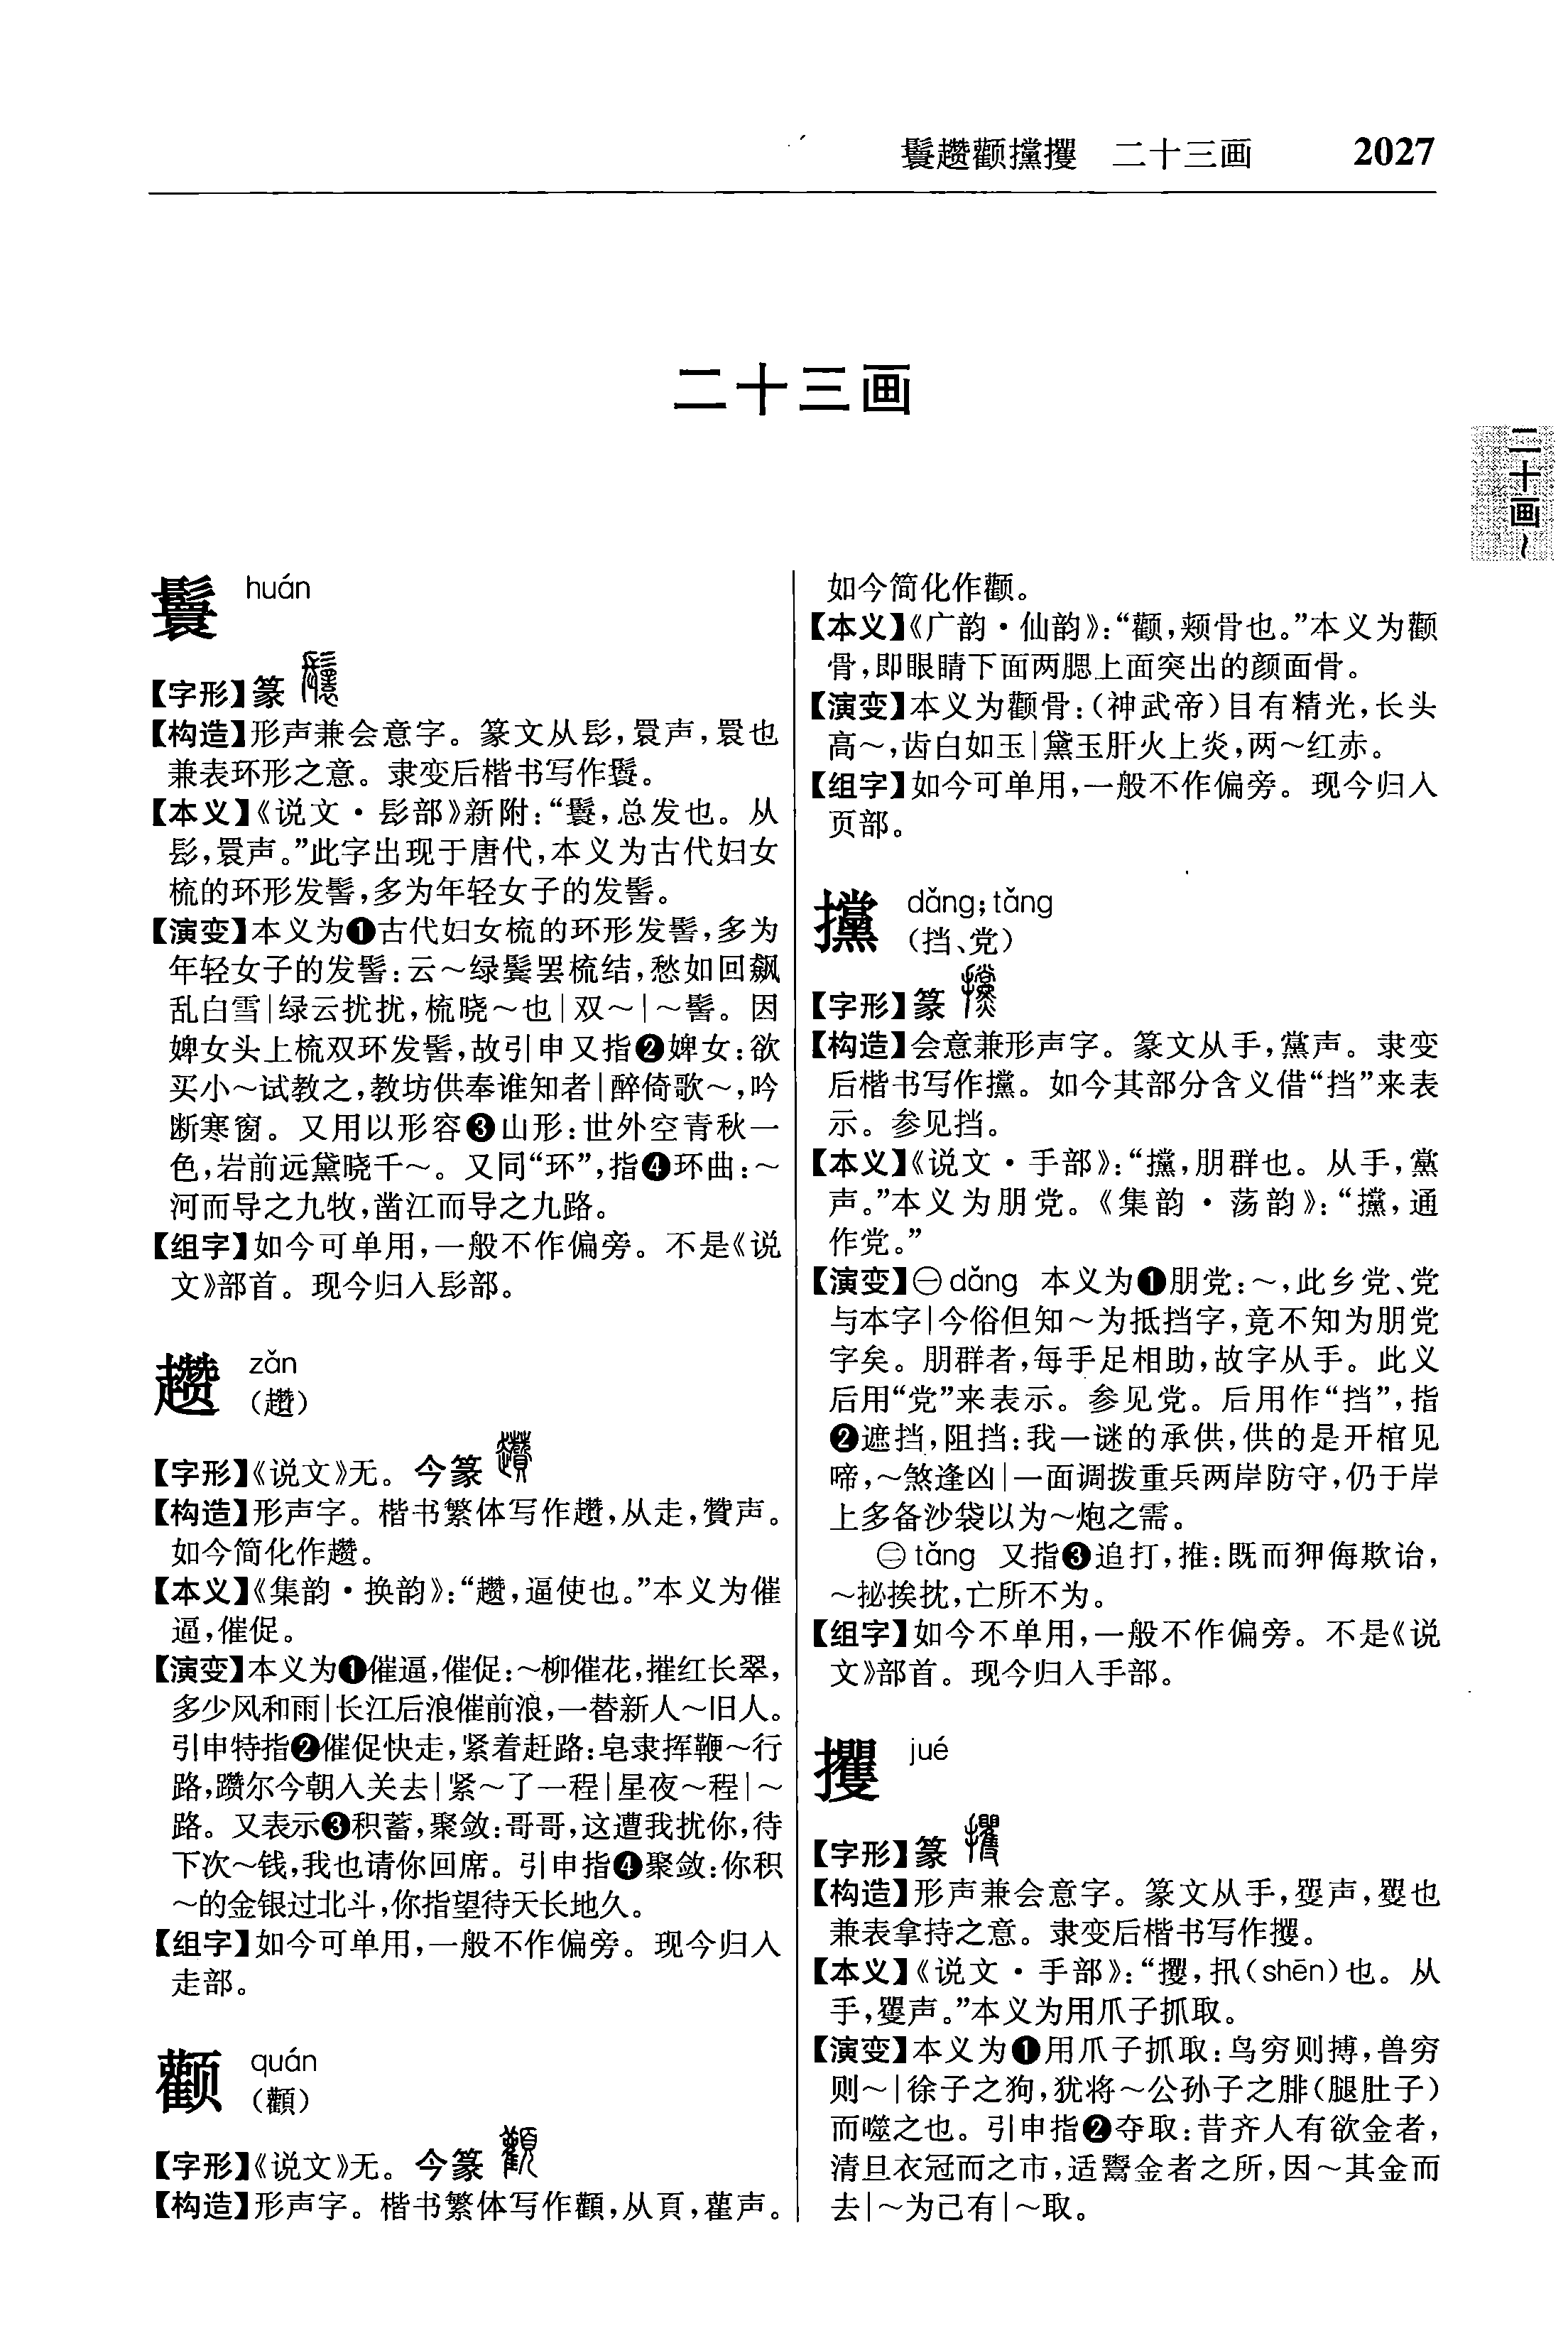 鬟趱颧攩攫 二十三画 2027
二十三画
二十画～
鬟 huán
【字形】篆
【构造】形声兼会意字。篆文从髟，睘声，睘也
兼表环形之意。隶变后楷书写作鬟。
【本义】《说文·髟部》新附：“鬟，总发也。从
髟，睘声。”此字出现于唐代，本义为古代妇女
梳的环形发髻，多为年轻女子的发髻。
【演变】本义为❶古代妇女梳的环形发髻，多为
年轻女子的发髻：云～绿鬓罢梳结，愁如回飙
乱白雪|绿云扰扰，梳晓～也|双～|～髻。因
婢女头上梳双环发髻，故引申又指❷婢女：欲
买小～试教之，教坊供奉谁知者|醉倚歌～，吟
断寒窗。又用以形容❸山形：世外空青秋一
色，岩前远黛晓千～。又同“环”，指❹环曲：～
河而导之九牧，凿江而导之九路。
【组字】如今可单用，一般不作偏旁。不是《说
文》部首。现今归入髟部。
趱 zǎn
（趲）
【字形】《说文》无。今篆
【构造】形声字。楷书繁体写作趲，从走，贊声。
如今简化作趱。
【本义】《集韵·换韵》：“趱，逼使也。”本义为催
逼，催促。
【演变】本义为❶催逼，催促：～柳催花，摧红长翠，
多少风和雨|长江后浪催前浪，一替新人～旧人。
引申特指❷催促快走，紧着赶路：皂隶挥鞭～行
路，躜尔今朝入关去|紧～了一程|星夜～程|～
路。又表示❸积蓄，聚敛：哥哥，这遭我扰你，待
下次～钱，我也请你回席。引申指❹聚敛：你积
～的金银过北斗，你指望待天长地久。
【组字】如今可单用，一般不作偏旁。现今归入
走部。
颧 quán
（顴）
【字形】《说文》无。今篆
【构造】形声字。楷书繁体写作顴，从頁，雚声。
如今简化作颧。
【本义】《广韵·仙韵》：“颧，颊骨也。”本义为颧
骨，即眼睛下面两腮上面突出的颜面骨。
【演变】本义为颧骨：（神武帝）目有精光，长头
高～，齿白如玉|黛玉肝火上炎，两～红赤。
【组字】如今可单用，一般不作偏旁。现今归入
页部。
攩 dǎng；tǎng
（挡、党）
【字形】篆
【构造】会意兼形声字。篆文从手，黨声。隶变
后楷书写作攩。如今其部分含义借“挡”来表
示。参见挡。
【本义】《说文·手部》：“攩，朋群也。从手，黨
声。”本义为朋党。《集韵·荡韵》：“攩，通
作党。”
【演变】㊀dǎng 本义为❶朋党：～，此乡党、党
与本字|今俗但知～为抵挡字，竟不知为朋党
字矣。朋群者，每手足相助，故字从手。此义
后用“党”来表示。参见党。后用作“挡”，指
❷遮挡，阻挡：我一谜的承供，供的是开棺见
啼，～煞逢凶|一面调拨重兵两岸防守，仍于岸
上多备沙袋以为～炮之需。
㊁tǎng 又指❸追打，推：既而狎侮欺诒，
～㧙挨抌，亡所不为。
【组字】如今不单用，一般不作偏旁。不是《说
文》部首。现今归入手部。
攫 jué
【字形】篆
【构造】形声兼会意字。篆文从手，矍声，矍也
兼表拿持之意。隶变后楷书写作攫。
【本义】《说文·手部》：“攫，扟（shēn）也。从
手，矍声。”本义为用爪子抓取。
【演变】本义为❶用爪子抓取：鸟穷则搏，兽穷
则～|徐子之狗，犹将～公孙子之腓（腿肚子）
而噬之也。引申指❷夺取：昔齐人有欲金者，
清旦衣冠而之市，适鬻金者之所，因～其金而
去|～为己有|～取。